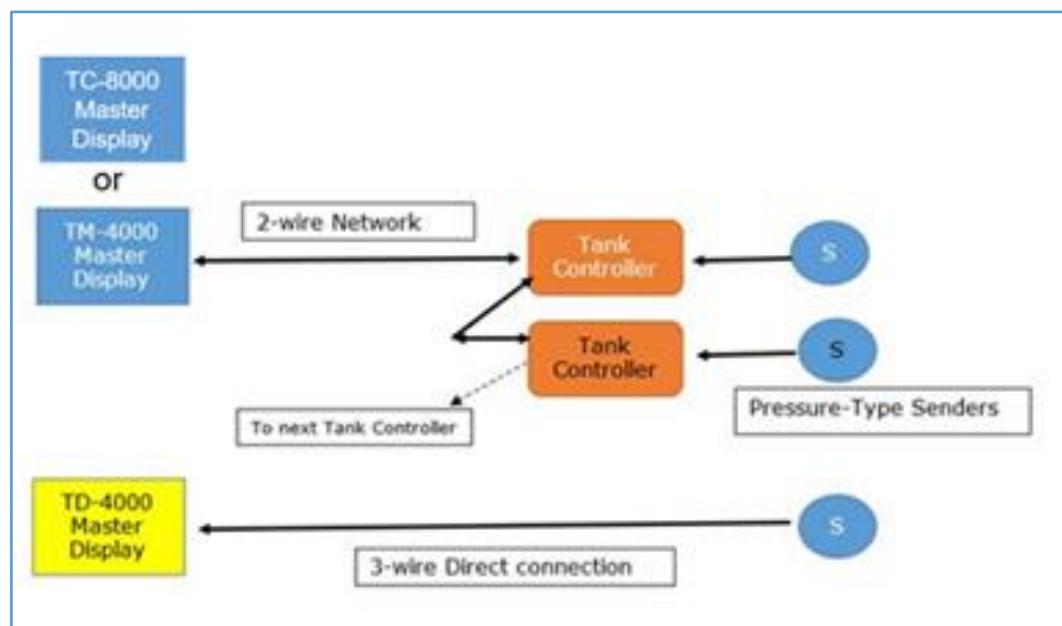 TC-8000
Master
Display
or
TM-4000
Master
Display
2-wire Network
Tank
Controller
S
Tank
Controller
S
Pressure-Type Senders
To next Tank Controller
TD-4000
Master
Display
S
3-wire Direct connection